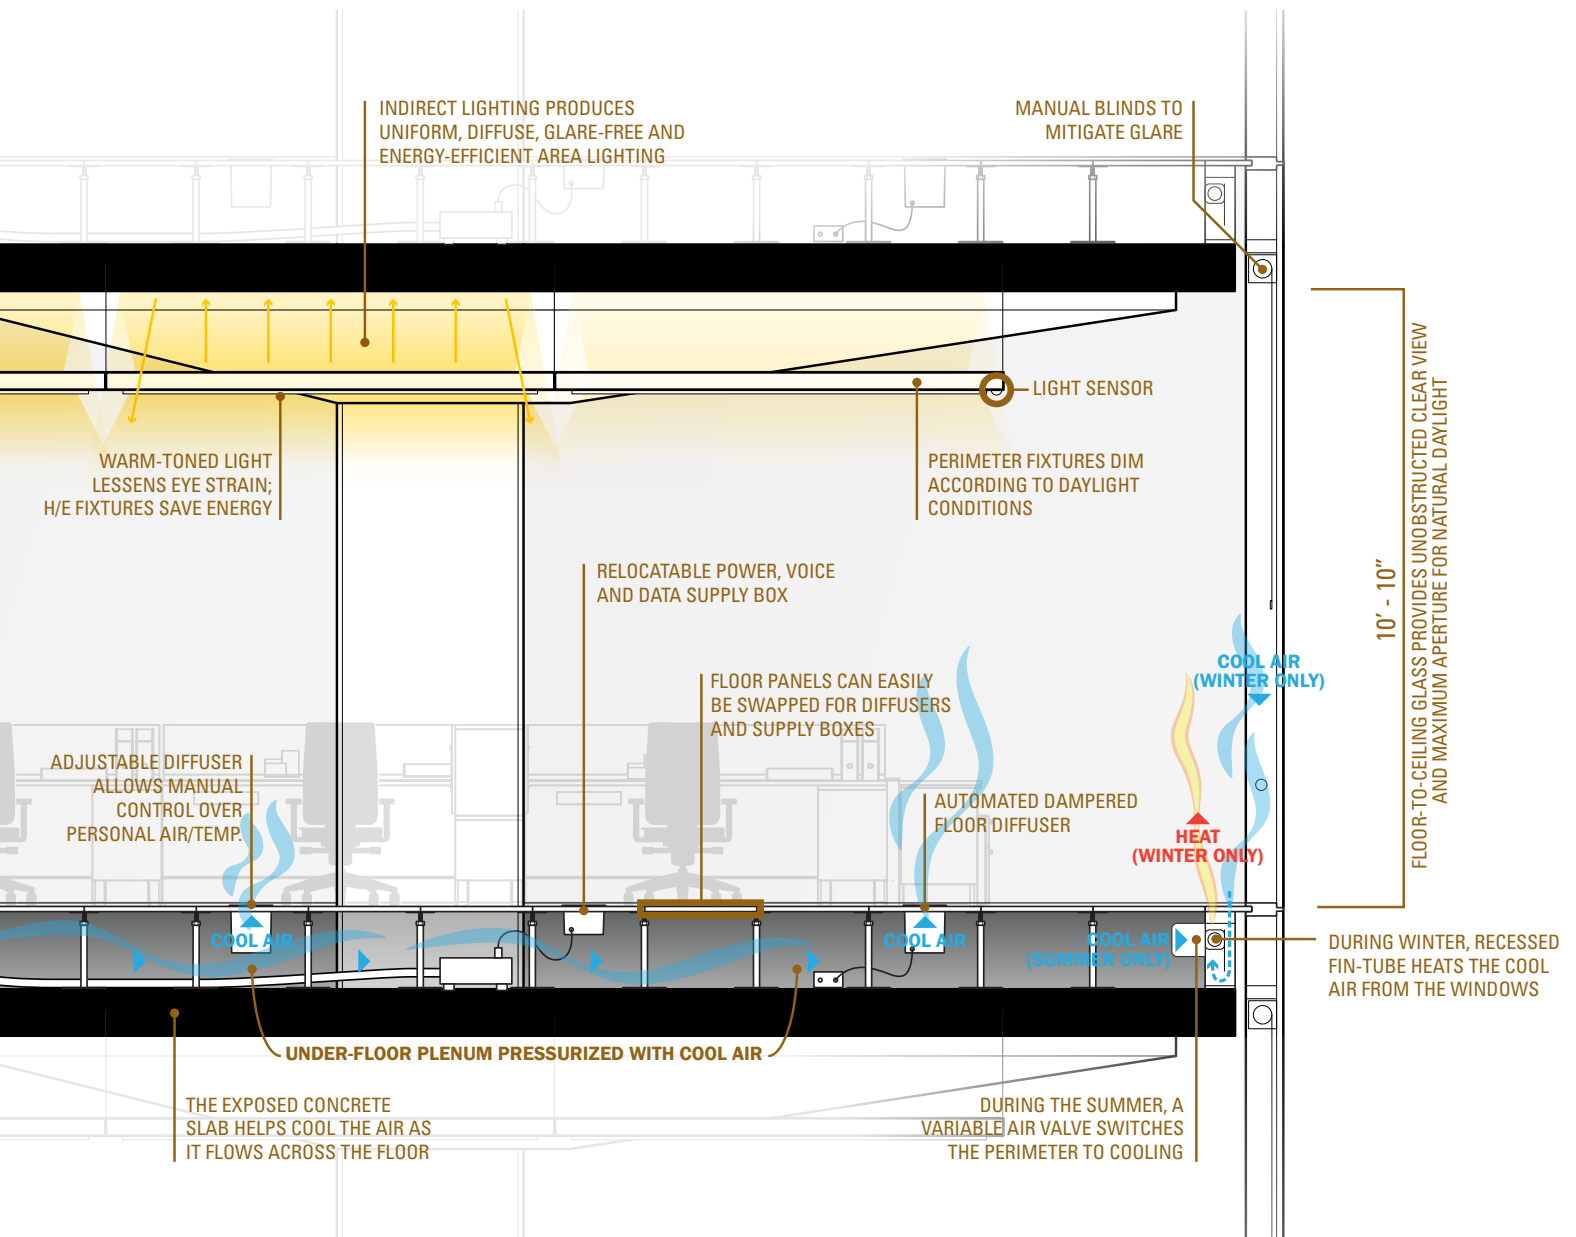 INDIRECT LIGHTING PRODUCES
UNIFORM, DIFFUSE, GLARE-FREE AND
ENERGY-EFFICIENT AREA LIGHTING
MANUAL BLINDS TO
MITIGATE GLARE
LIGHT SENSOR
WARM-TONED LIGHT
LESSENS EYE STRAIN;
H/E FIXTURES SAVE ENERGY
PERIMETER FIXTURES DIM
ACCORDING TO DAYLIGHT
CONDITIONS
10' - 10"
FLOOR- TO-CEILING GLASS PROVIDES UNOBSTRUCTED CLEAR VIEW
AND MAXIMUM APERTURE FOR NATURAL DAYLIGHT
RELOCATABLE POWER, VOICE
AND DATA SUPPLY BOX
COOL AIR
(WINTER ONLY)
FLOOR PANELS CAN EASILY
BE SWAPPED FOR DIFFUSERS
AND SUPPLY BOXES
ADJUSTABLE DIFFUSER
ALLOWS MANUAL
CONTROL OVER
PERSONAL AIR/TEMP.
AUTOMATED DAMPERED
FLOOR DIFFUSER
HEAT
(WINTER ONLY)
COOL AIR
COOL AIR
COOL AIR
(SUMMER ONLY)
DURING WINTER, RECESSED
FIN-TUBE HEATS THE COOL
AIR FROM THE WINDOWS
UNDER-FLOOR PLENUM PRESSURIZED WITH COOL AIR
THE EXPOSED CONCRETE
SLAB HELPS COOL THE AIR AS
IT FLOWS ACROSS THE FLOOR
DURING THE SUMMER, A
VARIABLE AIR VALVE SWITCHES
THE PERIMETER TO COOLING